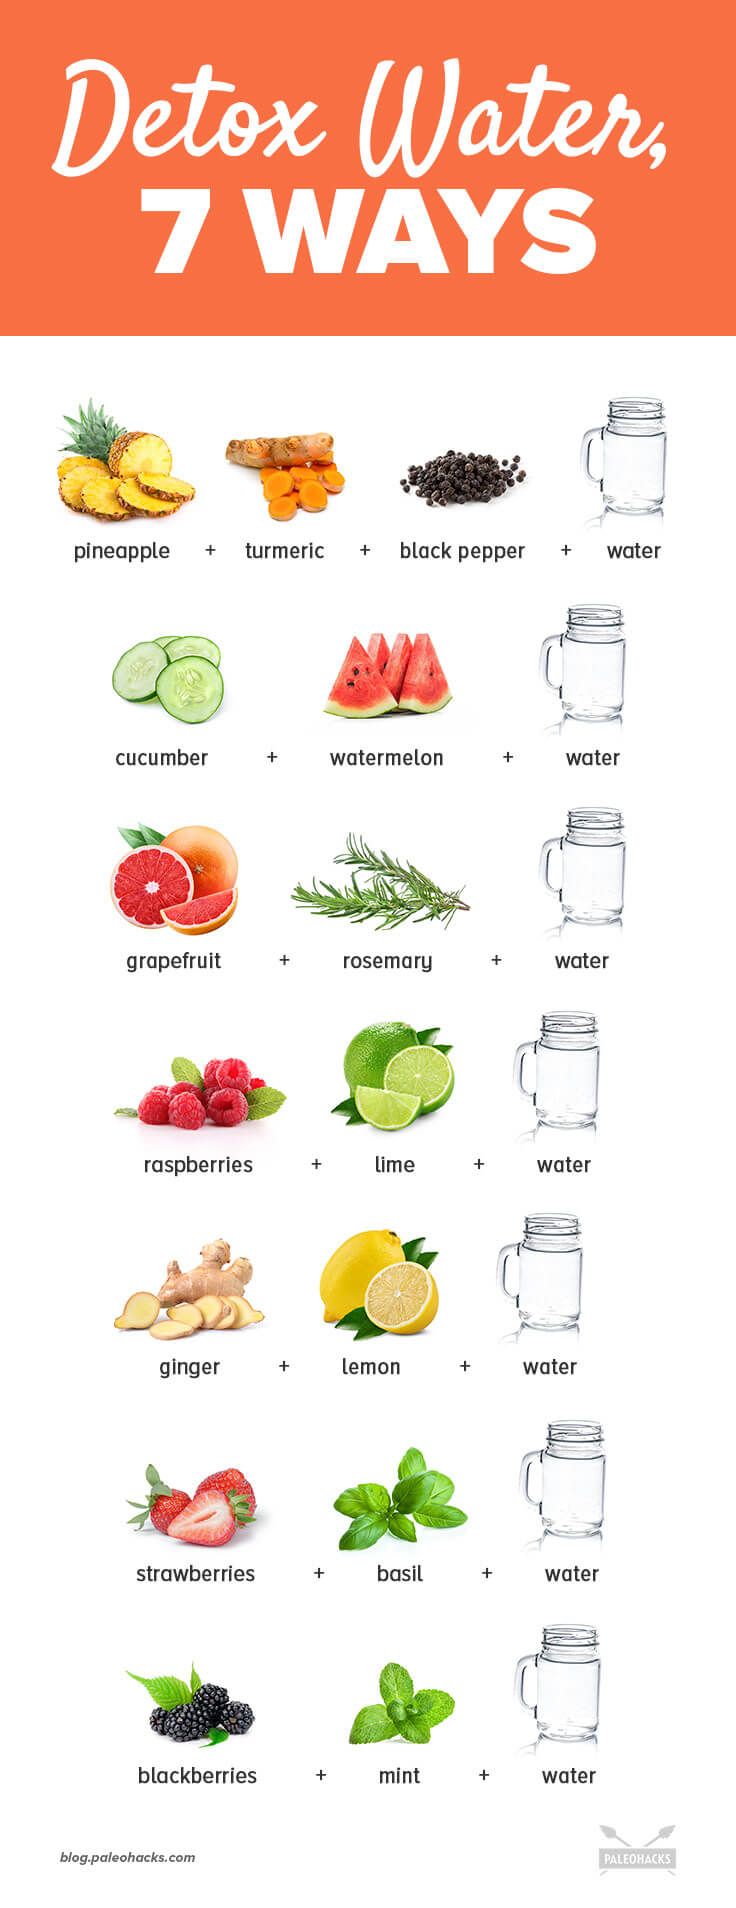 Detox Water,
7 WAYS
pineapple + turmeric + black pepper + water
cucumber + watermelon + water
grapefruit + rosemary + water
raspberries + lime + water
ginger + lemon + water
strawberries + basil + water
blackberries + mint + water
blog.paleohacks.com
PALEOHACKS